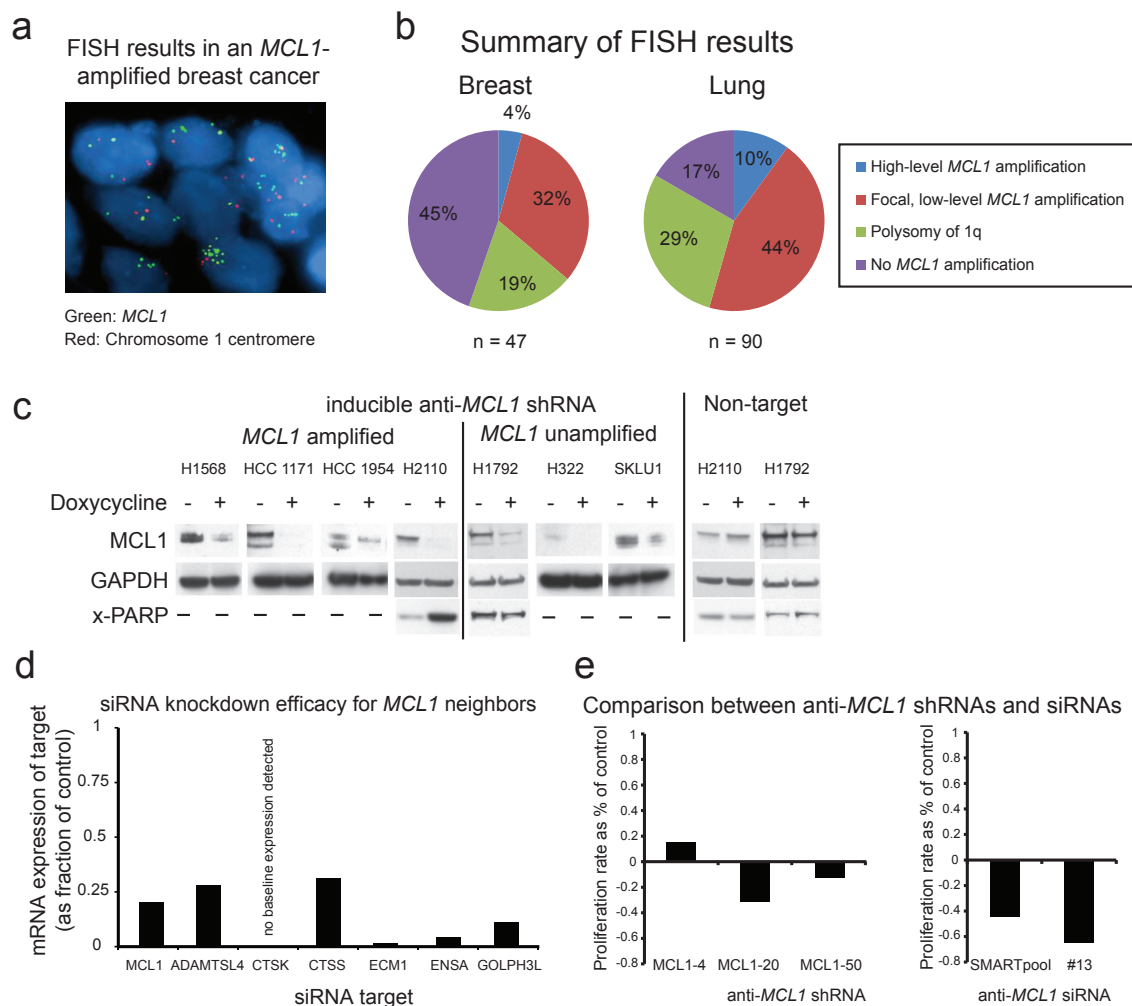 a
FISH results in an MCL1-
amplified breast cancer
Green: MCL1
Red: Chromosome 1 centromere
b
Summary of FISH results
Breast
4%
32%
19%
45%
n = 47
Lung
10%
44%
29%
17%
n = 90
High-level MCL1 amplification
Focal, low-level MCL1 amplification
Polysomy of 1q
No MCL1 amplification
c
inducible anti-MCL1 shRNA
Non-target
MCL1 amplified
MCL1 unamplified
H1568 HCC 1171 HCC 1954 H2110 H1792 H322 SKLU1 H2110 H1792
Doxycycline - + - + - + - + - + - + - + - + - +
MCL1
GAPDH
x-PARP – – – – – – – – – –
d
siRNA knockdown efficacy for MCL1 neighbors
mRNA expression of target
(as fraction of control)
1
0.75
0.5
0.25
0
no baseline expression detected
MCL1 ADAMTSL4 CTSK CTSS ECM1 ENSA GOLPH3L
siRNA target
e
Comparison between anti-MCL1 shRNAs and siRNAs
Proliferation rate as % of control
1
0.8
0.6
0.4
0.2
0
-0.2
-0.4
-0.6
-0.8
MCL1-4 MCL1-20 MCL1-50
anti-MCL1 shRNA
Proliferation rate as % of control
1
0.8
0.6
0.4
0.2
0
-0.2
-0.4
-0.6
-0.8
SMARTpool #13
anti-MCL1 siRNA